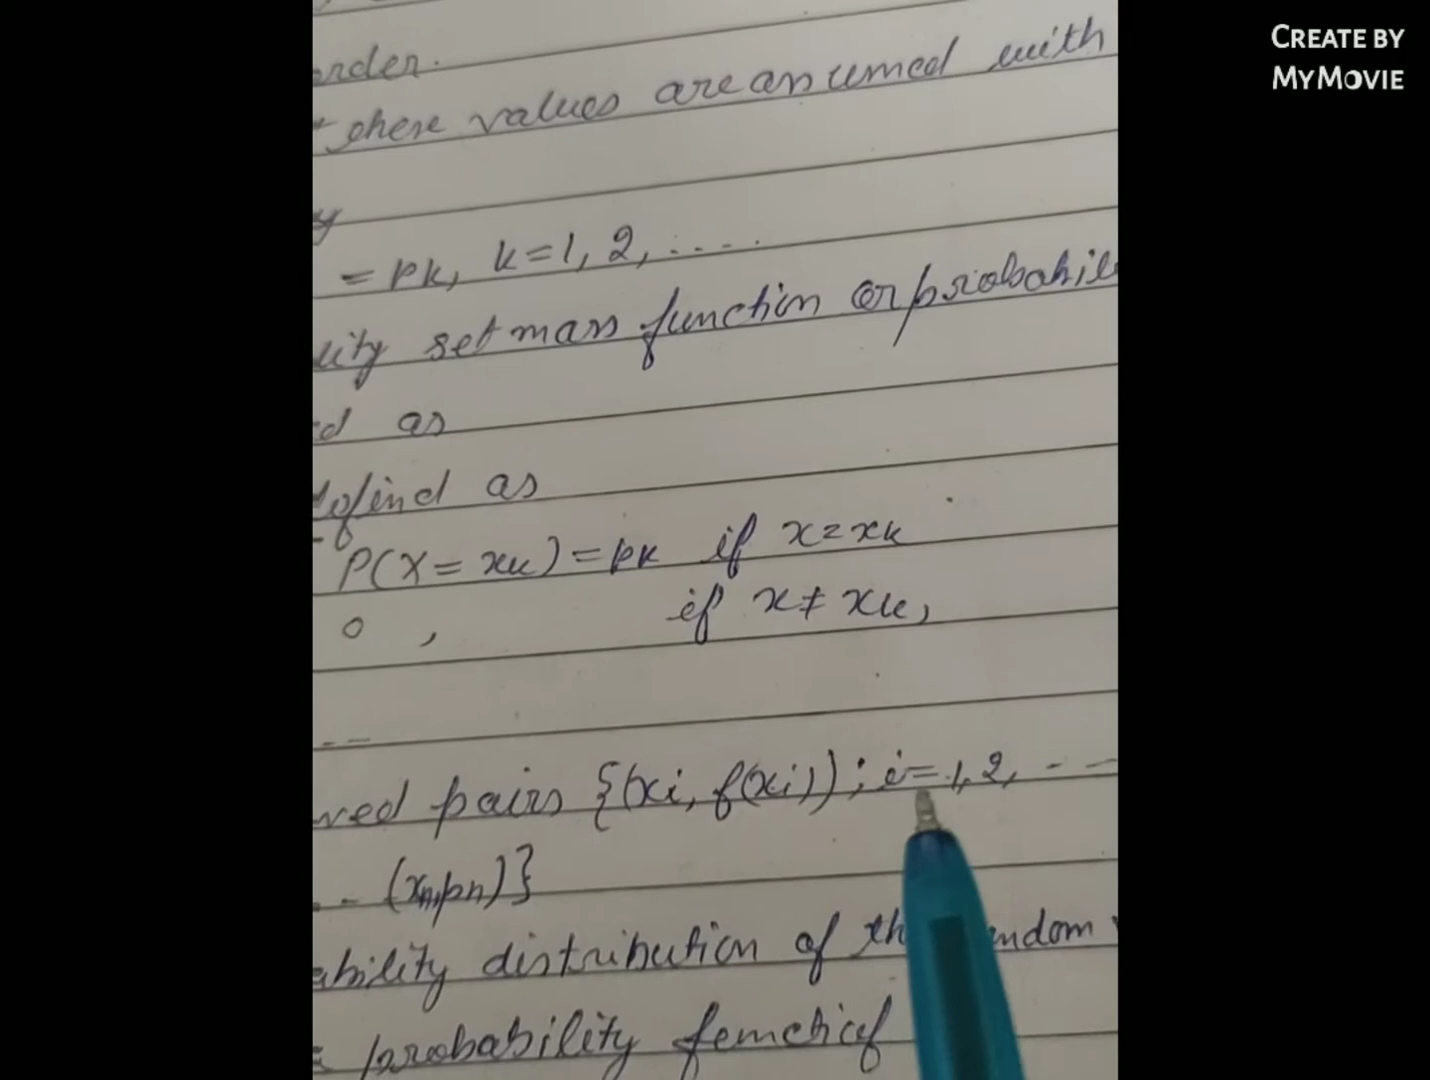 CREATE BY
MYMOVIE
order.
these values are assumed with
y
= pk, k=1, 2, ....
lity set mass function or probabil
d as
defind as
P(X = xk) = pk if x = xk
0 , if x ≠ xk,
--
red pairs {(xi, f(xi)); i=1, 2, --
.. - (xn, pn)}
ability distribution of th ndom
probability